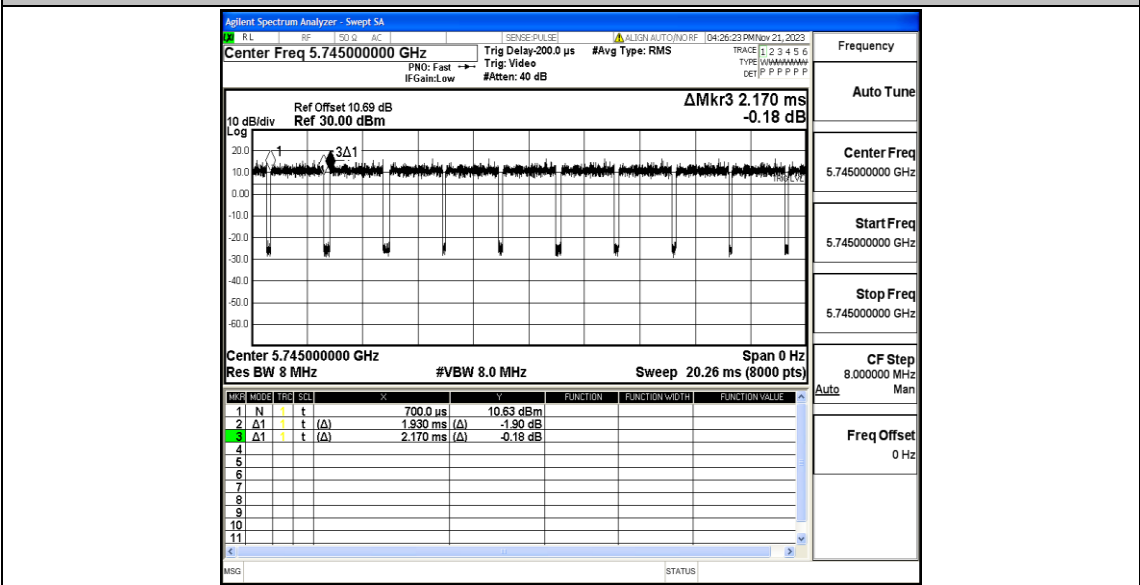 Agilent Spectrum Analyzer - Swept SA
LXI RL RF 50 Ω AC SENSE:PULSE ALIGN AUTO/NO RF 04:26:23 PM Nov 21, 2023
Center Freq 5.745000000 GHz
PNO: Fast
IFGain:Low
Trig Delay-200.0 µs
Trig: Video
#Atten: 40 dB
#Avg Type: RMS
TRACE 1 2 3 4 5 6
TYPE WWWWWW
DET P P P P P P
Ref Offset 10.69 dB
10 dB/div Ref 30.00 dBm
Log
ΔMkr3 2.170 ms
-0.18 dB
20.0
10.0
0.00
-10.0
-20.0
-30.0
-40.0
-50.0
-60.0
1
3Δ1
TRIG LVL
Center 5.745000000 GHz Span 0 Hz
Res BW 8 MHz #VBW 8.0 MHz Sweep 20.26 ms (8000 pts)
MKR MODE TRC SCL X Y FUNCTION FUNCTION WIDTH FUNCTION VALUE
1 N 1 t 700.0 µs 10.63 dBm
2 Δ1 1 t (Δ) 1.930 ms (Δ) -1.90 dB
3 Δ1 1 t (Δ) 2.170 ms (Δ) -0.18 dB
4
5
6
7
8
9
10
11
MSG STATUS
Frequency
Auto Tune
Center Freq
5.745000000 GHz
Start Freq
5.745000000 GHz
Stop Freq
5.745000000 GHz
CF Step
8.000000 MHz
Auto Man
Freq Offset
0 Hz